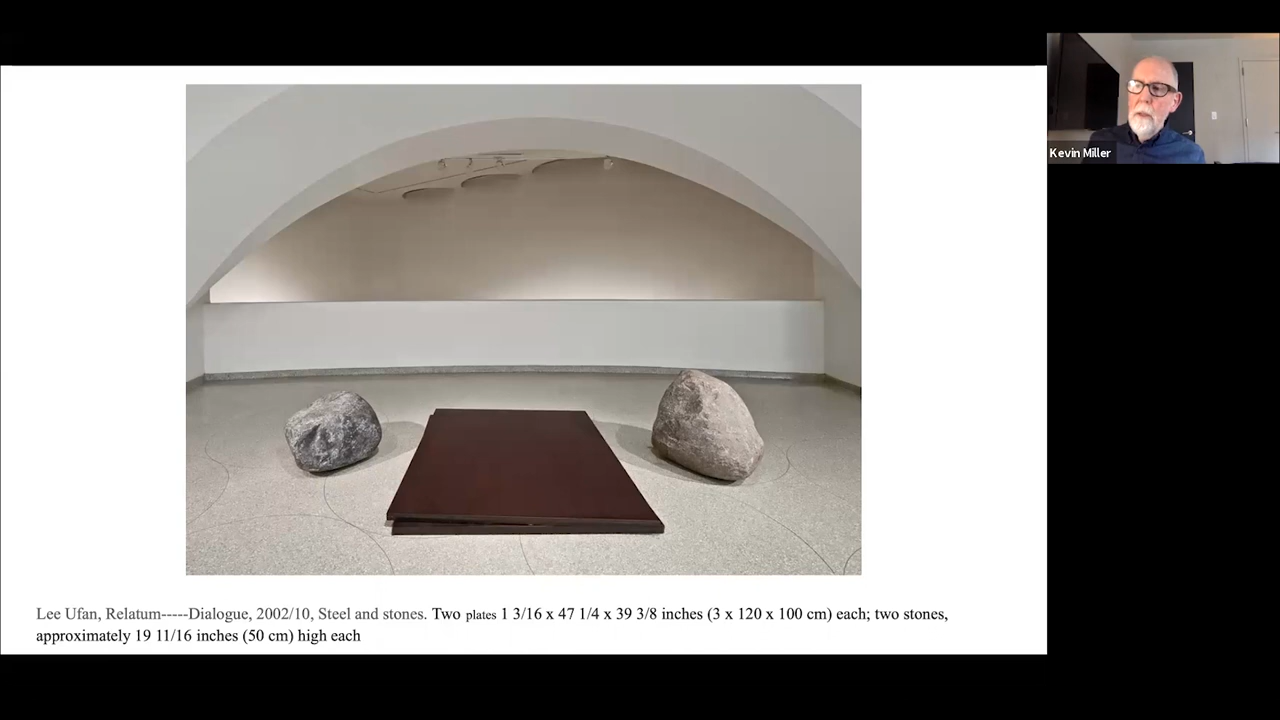 Kevin Miller
Lee Ufan, Relatum-----Dialogue, 2002/10, Steel and stones. Two plates 1 3/16 x 47 1/4 x 39 3/8 inches (3 x 120 x 100 cm) each; two stones,
approximately 19 11/16 inches (50 cm) high each